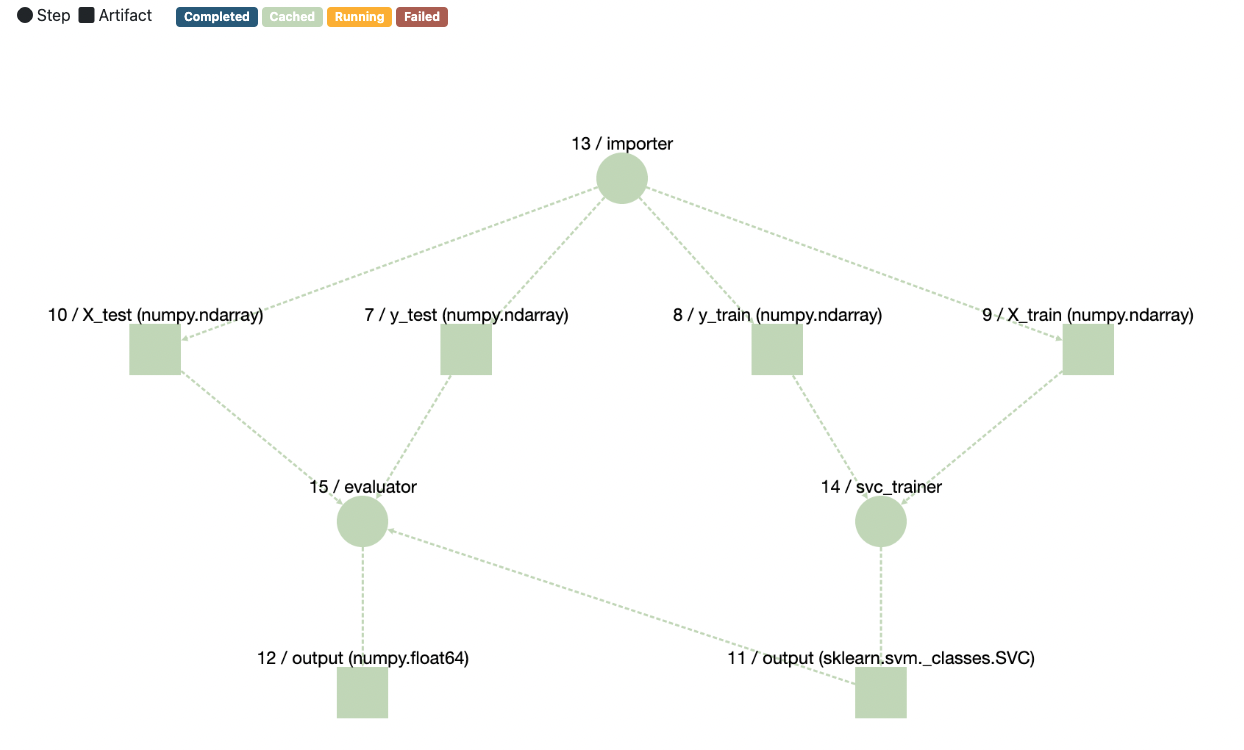 Step Artifact Completed Cached Running Failed
13 / importer
10 / X_test (numpy.ndarray) 7 / y_test (numpy.ndarray) 8 / y_train (numpy.ndarray) 9 / X_train (numpy.ndarray)
15 / evaluator 14 / svc_trainer
12 / output (numpy.float64) 11 / output (sklearn.svm._classes.SVC)